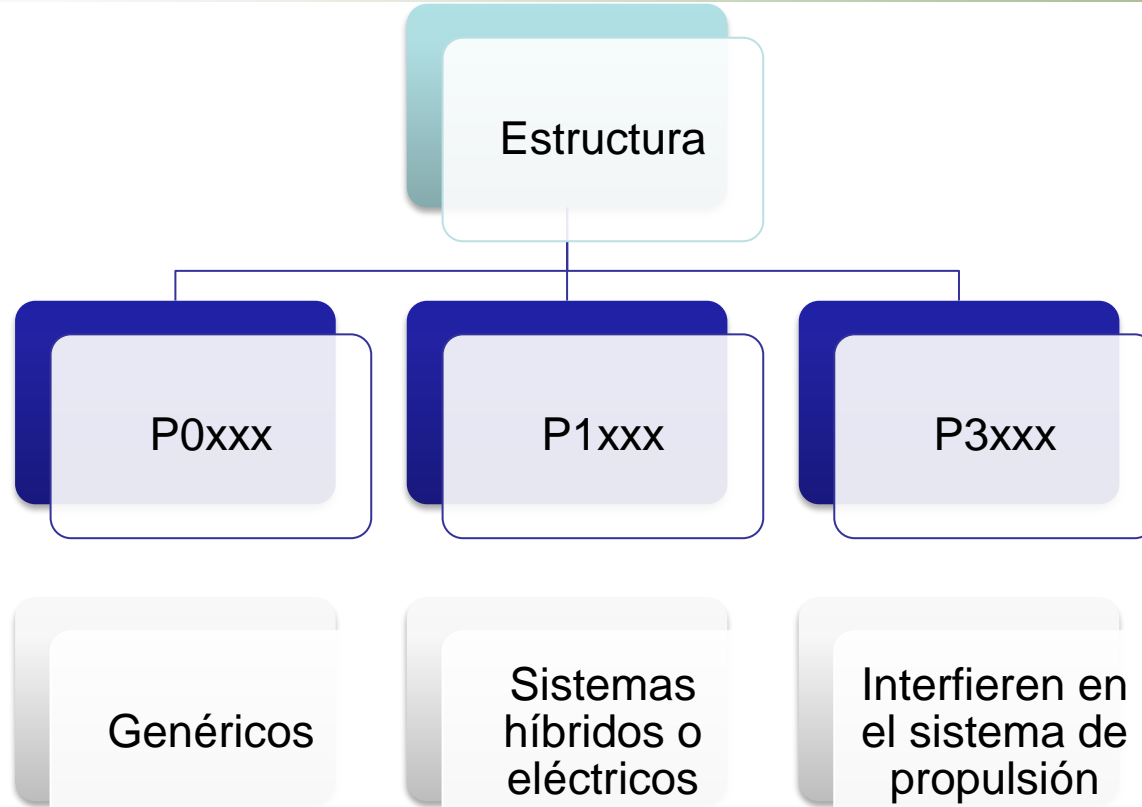 Estructura
P0xxx
P1xxx
P3xxx
Genéricos
Sistemas
híbridos o
eléctricos
Interfieren en
el sistema de
propulsión